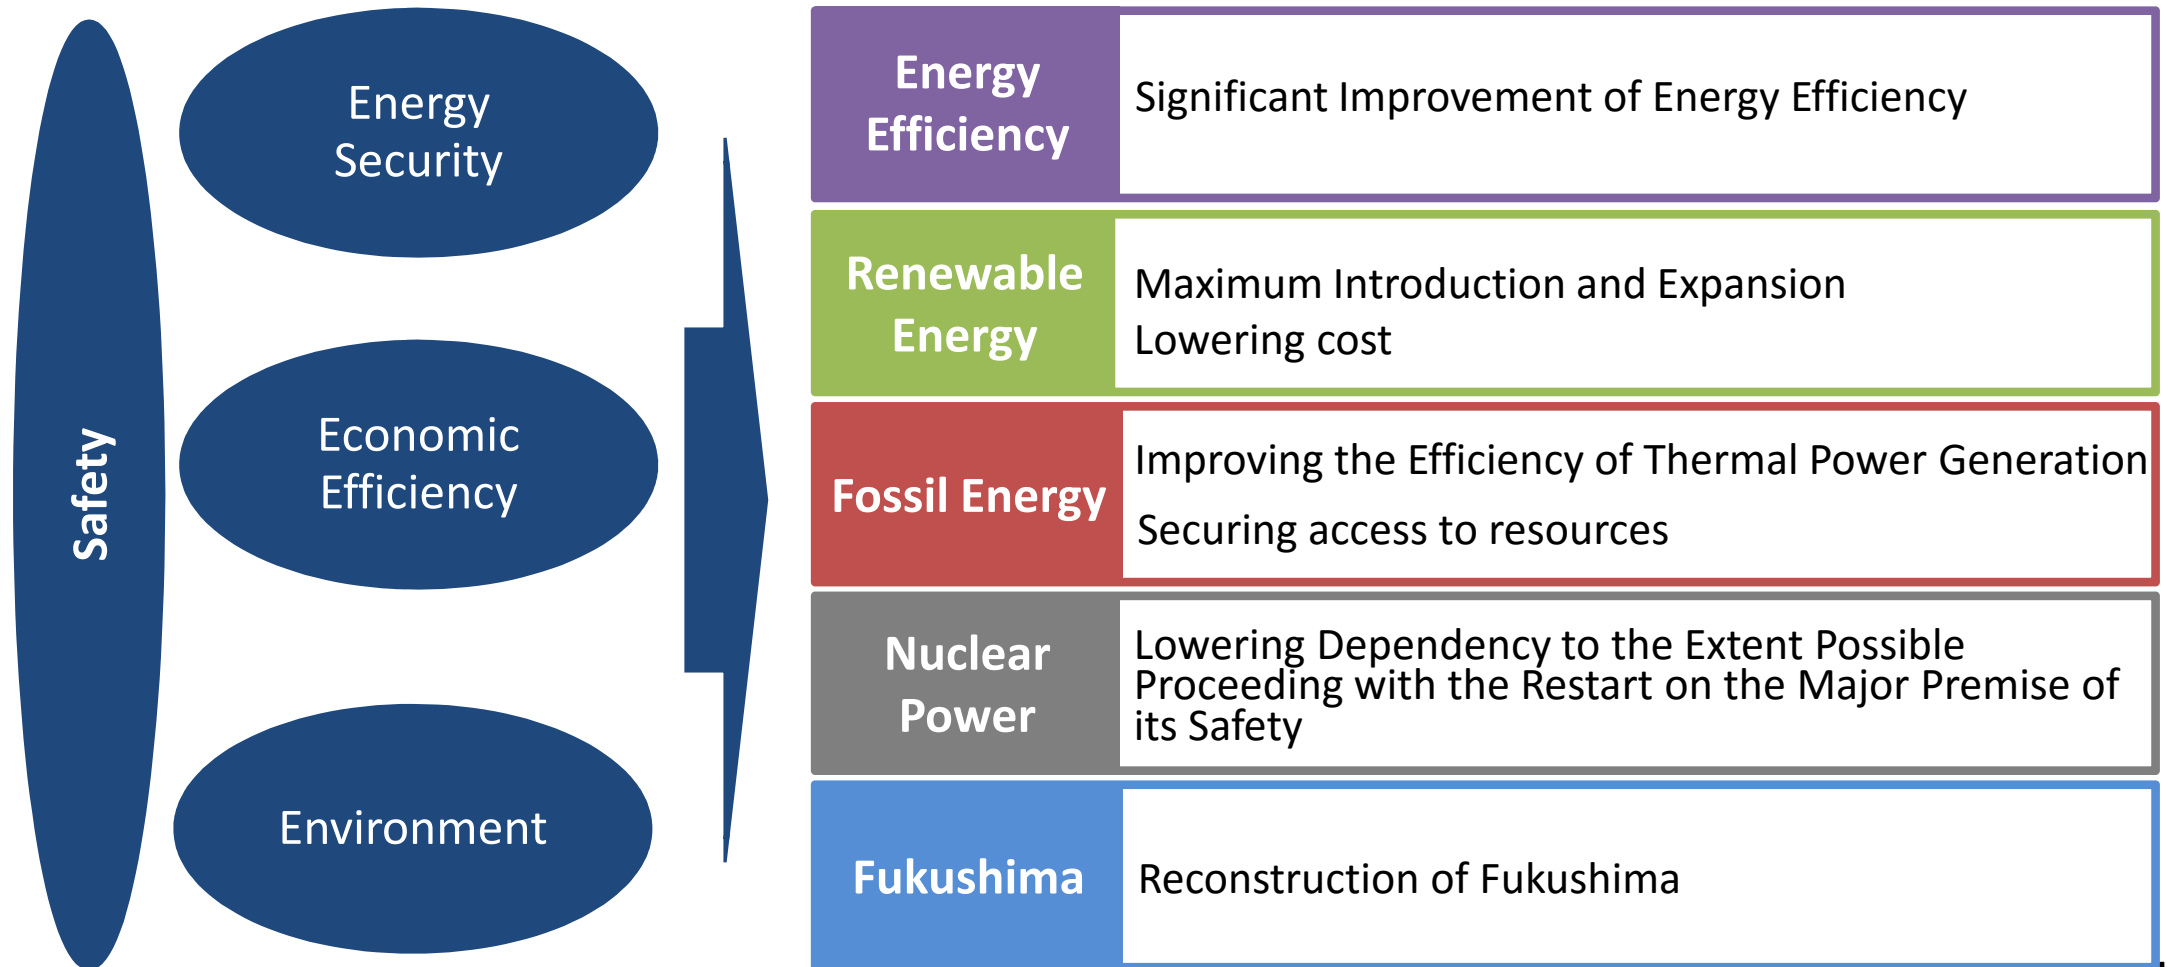 Safety
Energy
Security
Economic
Efficiency
Environment
Energy
Efficiency
Significant Improvement of Energy Efficiency
Renewable
Energy
Maximum Introduction and Expansion
Lowering cost
Fossil Energy
Improving the Efficiency of Thermal Power Generation
Securing access to resources
Nuclear
Power
Lowering Dependency to the Extent Possible
Proceeding with the Restart on the Major Premise of
its Safety
Fukushima
Reconstruction of Fukushima